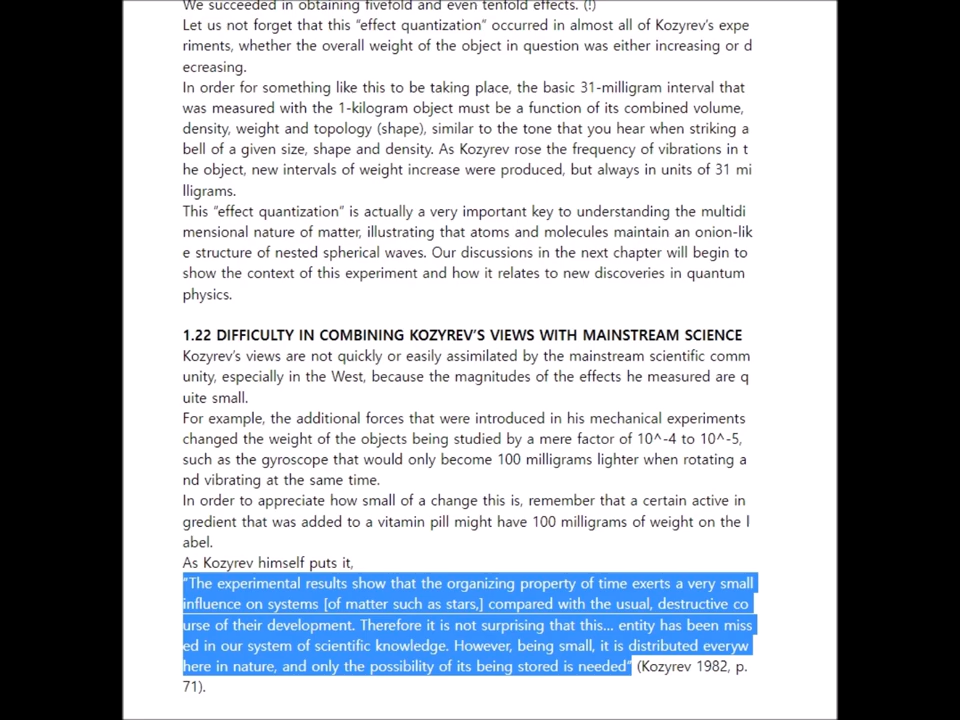 We succeeded in obtaining fivefold and even tenfold effects. (!)
Let us not forget that this “effect quantization” occurred in almost all of Kozyrev’s expe
riments, whether the overall weight of the object in question was either increasing or d
ecreasing.
In order for something like this to be taking place, the basic 31-milligram interval that
was measured with the 1-kilogram object must be a function of its combined volume,
density, weight and topology (shape), similar to the tone that you hear when striking a
bell of a given size, shape and density. As Kozyrev rose the frequency of vibrations in t
he object, new intervals of weight increase were produced, but always in units of 31 mi
lligrams.
This “effect quantization” is actually a very important key to understanding the multidi
mensional nature of matter, illustrating that atoms and molecules maintain an onion-lik
e structure of nested spherical waves. Our discussions in the next chapter will begin to
show the context of this experiment and how it relates to new discoveries in quantum
physics.
1.22 DIFFICULTY IN COMBINING KOZYREV’S VIEWS WITH MAINSTREAM SCIENCE
Kozyrev’s views are not quickly or easily assimilated by the mainstream scientific comm
unity, especially in the West, because the magnitudes of the effects he measured are q
uite small.
For example, the additional forces that were introduced in his mechanical experiments
changed the weight of the objects being studied by a mere factor of 10^-4 to 10^-5,
such as the gyroscope that would only become 100 milligrams lighter when rotating a
nd vibrating at the same time.
In order to appreciate how small of a change this is, remember that a certain active in
gredient that was added to a vitamin pill might have 100 milligrams of weight on the l
abel.
As Kozyrev himself puts it,
“The experimental results show that the organizing property of time exerts a very small
influence on systems [of matter such as stars,] compared with the usual, destructive co
urse of their development. Therefore it is not surprising that this... entity has been miss
ed in our system of scientific knowledge. However, being small, it is distributed everyw
here in nature, and only the possibility of its being stored is needed” (Kozyrev 1982, p.
71).